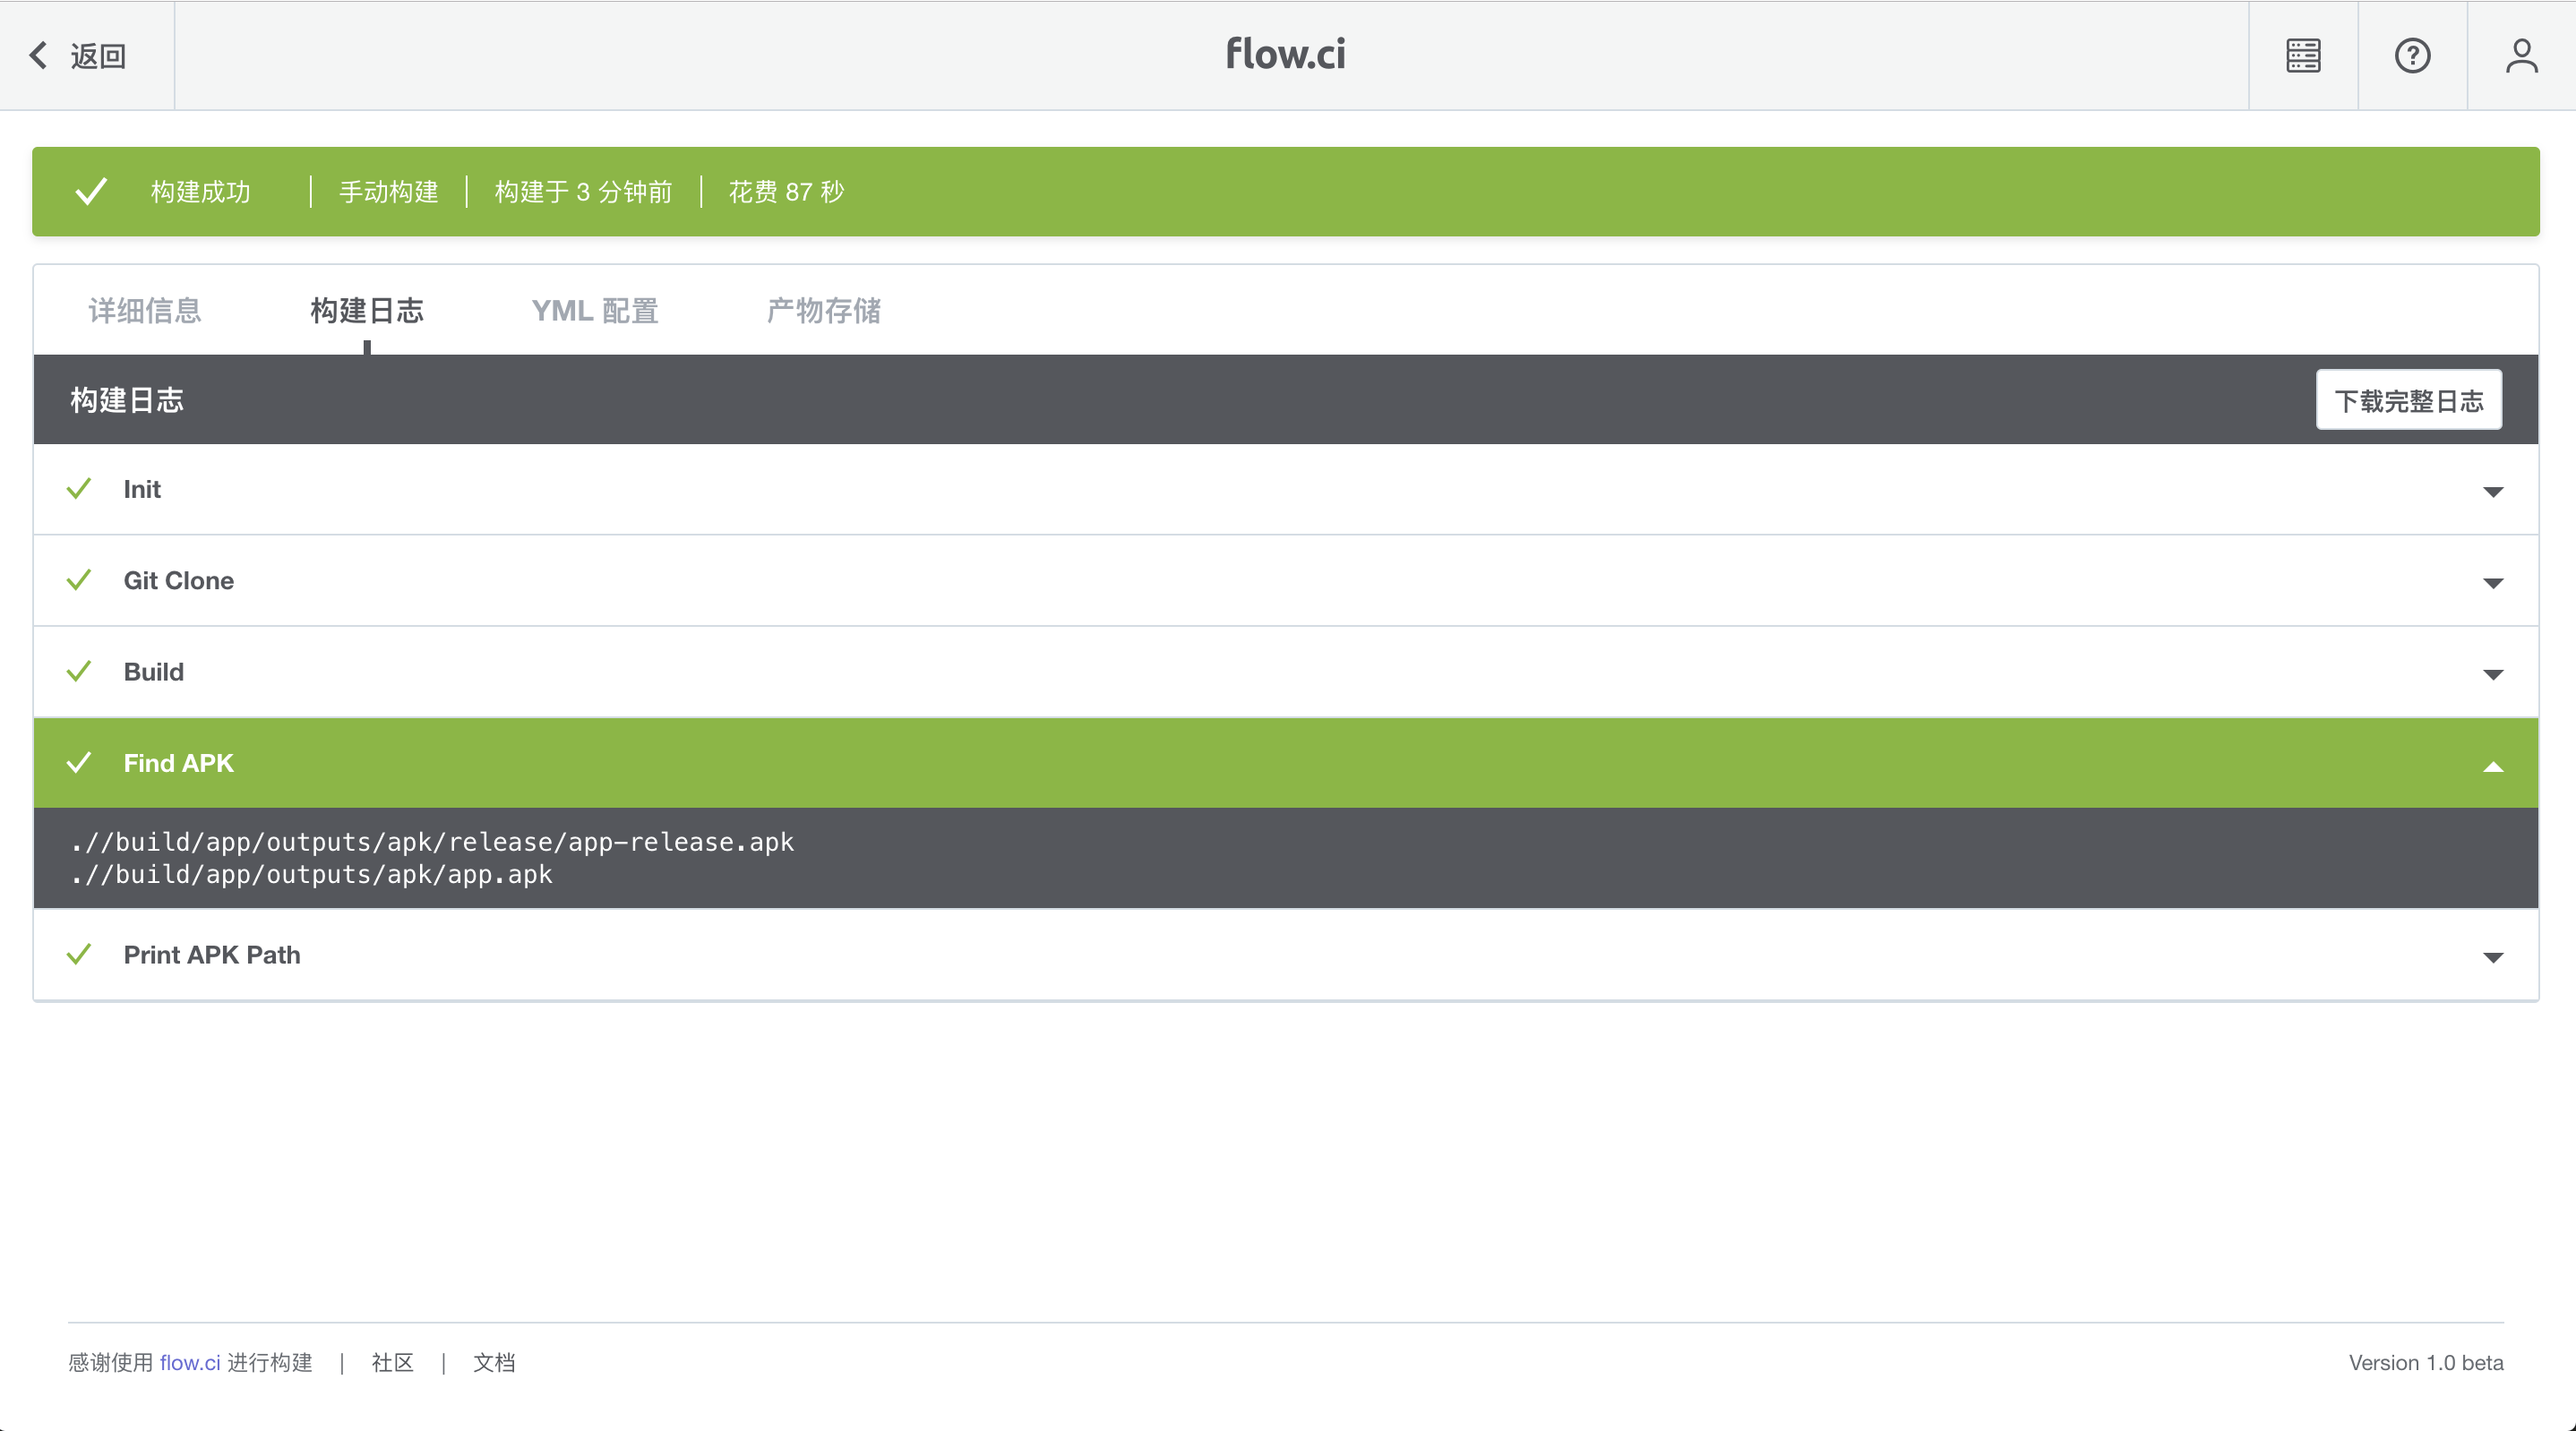 返回
flow.ci
构建成功 | 手动构建 | 构建于 3 分钟前 | 花费 87 秒
详细信息 构建日志 YML 配置 产物存储
构建日志 下载完整日志
Init
Git Clone
Build
Find APK
.//build/app/outputs/apk/release/app-release.apk
.//build/app/outputs/apk/app.apk
Print APK Path
感谢使用 flow.ci 进行构建 | 社区 | 文档 Version 1.0 beta